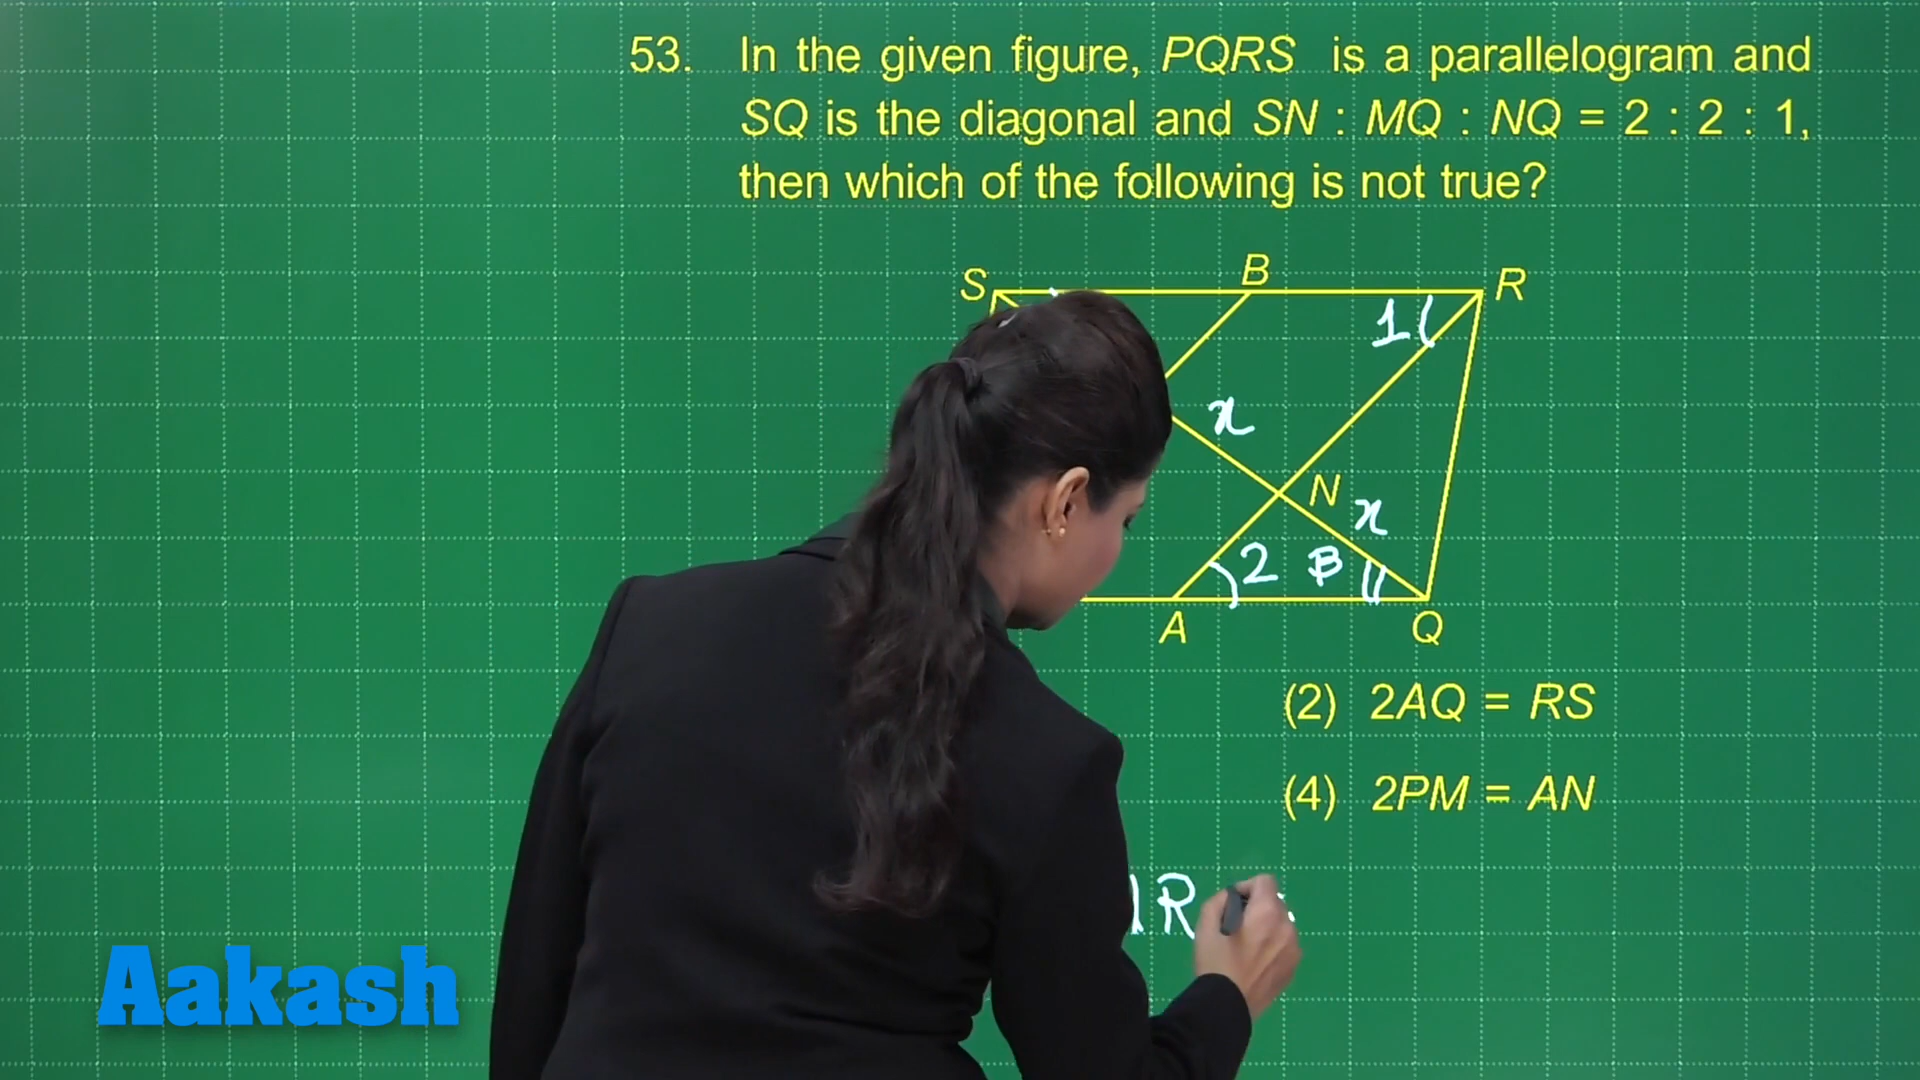 53. In the given figure, PQRS is a parallelogram and
SQ is the diagonal and SN : MQ : NQ = 2 : 2 : 1,
then which of the following is not true?
S B R
1
x
N x
2 B
A Q
(2) 2AQ = RS
(4) 2PM = AN
R
Aakash